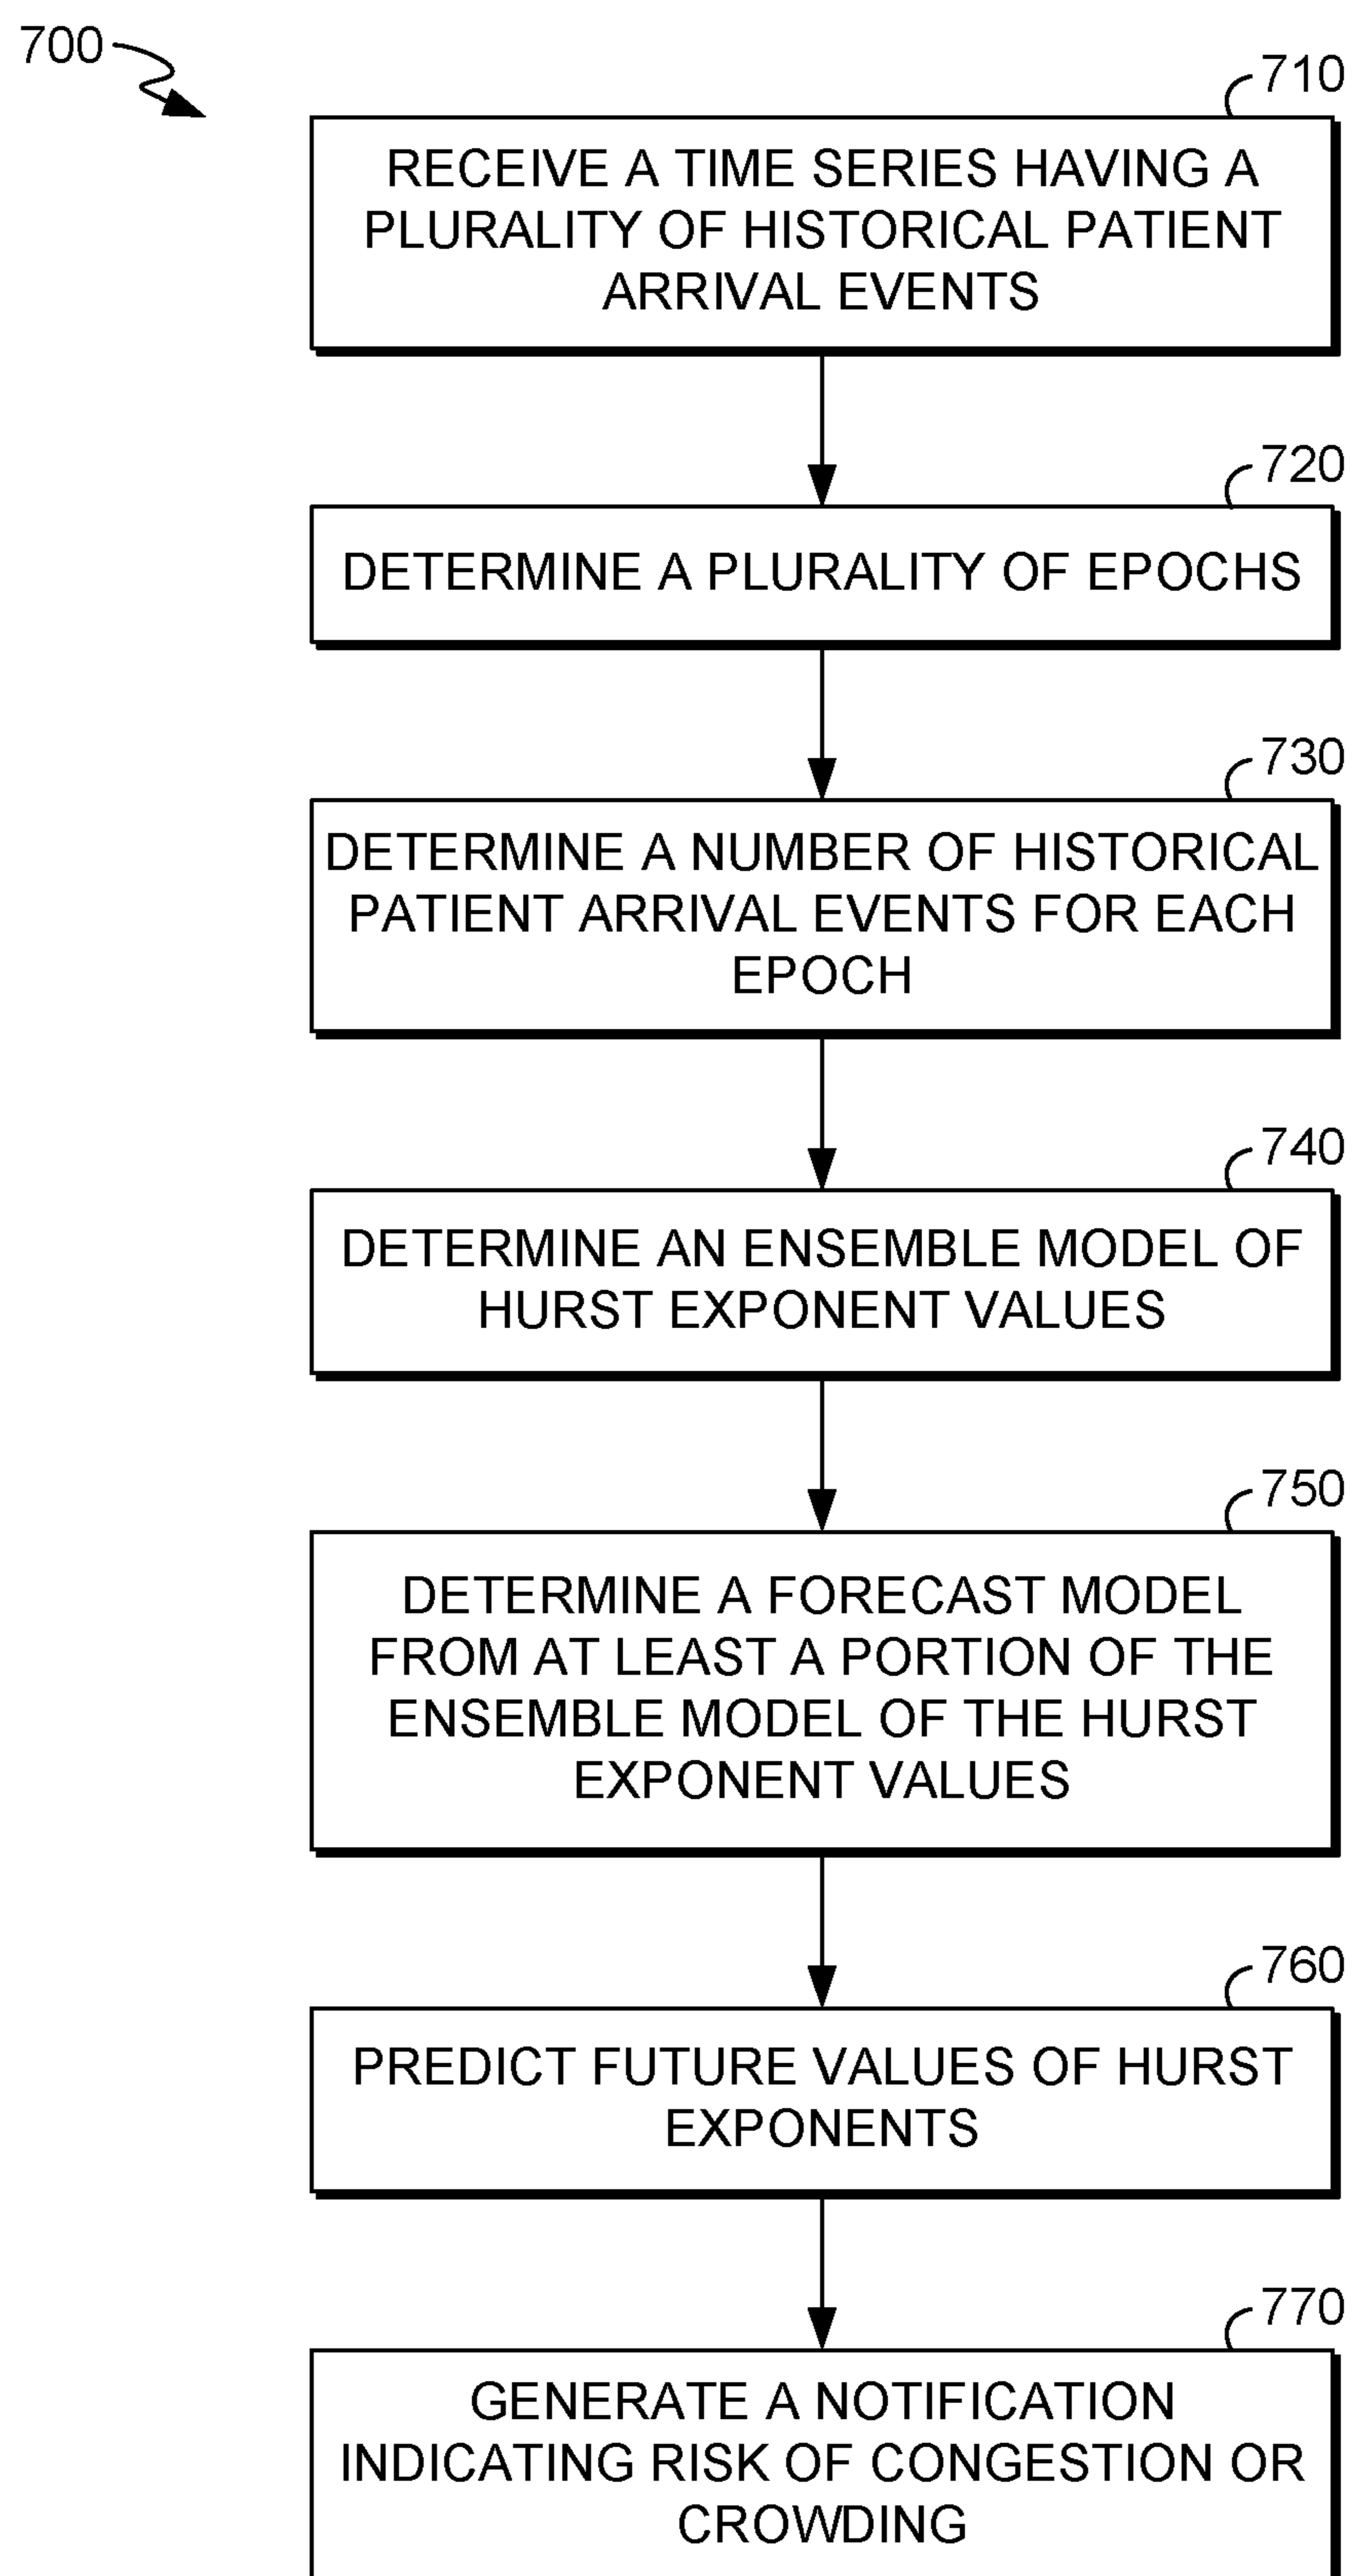 700
710
RECEIVE A TIME SERIES HAVING A
PLURALITY OF HISTORICAL PATIENT
ARRIVAL EVENTS
720
DETERMINE A PLURALITY OF EPOCHS
730
DETERMINE A NUMBER OF HISTORICAL
PATIENT ARRIVAL EVENTS FOR EACH
EPOCH
740
DETERMINE AN ENSEMBLE MODEL OF
HURST EXPONENT VALUES
750
DETERMINE A FORECAST MODEL
FROM AT LEAST A PORTION OF THE
ENSEMBLE MODEL OF THE HURST
EXPONENT VALUES
760
PREDICT FUTURE VALUES OF HURST
EXPONENTS
770
GENERATE A NOTIFICATION
INDICATING RISK OF CONGESTION OR
CROWDING